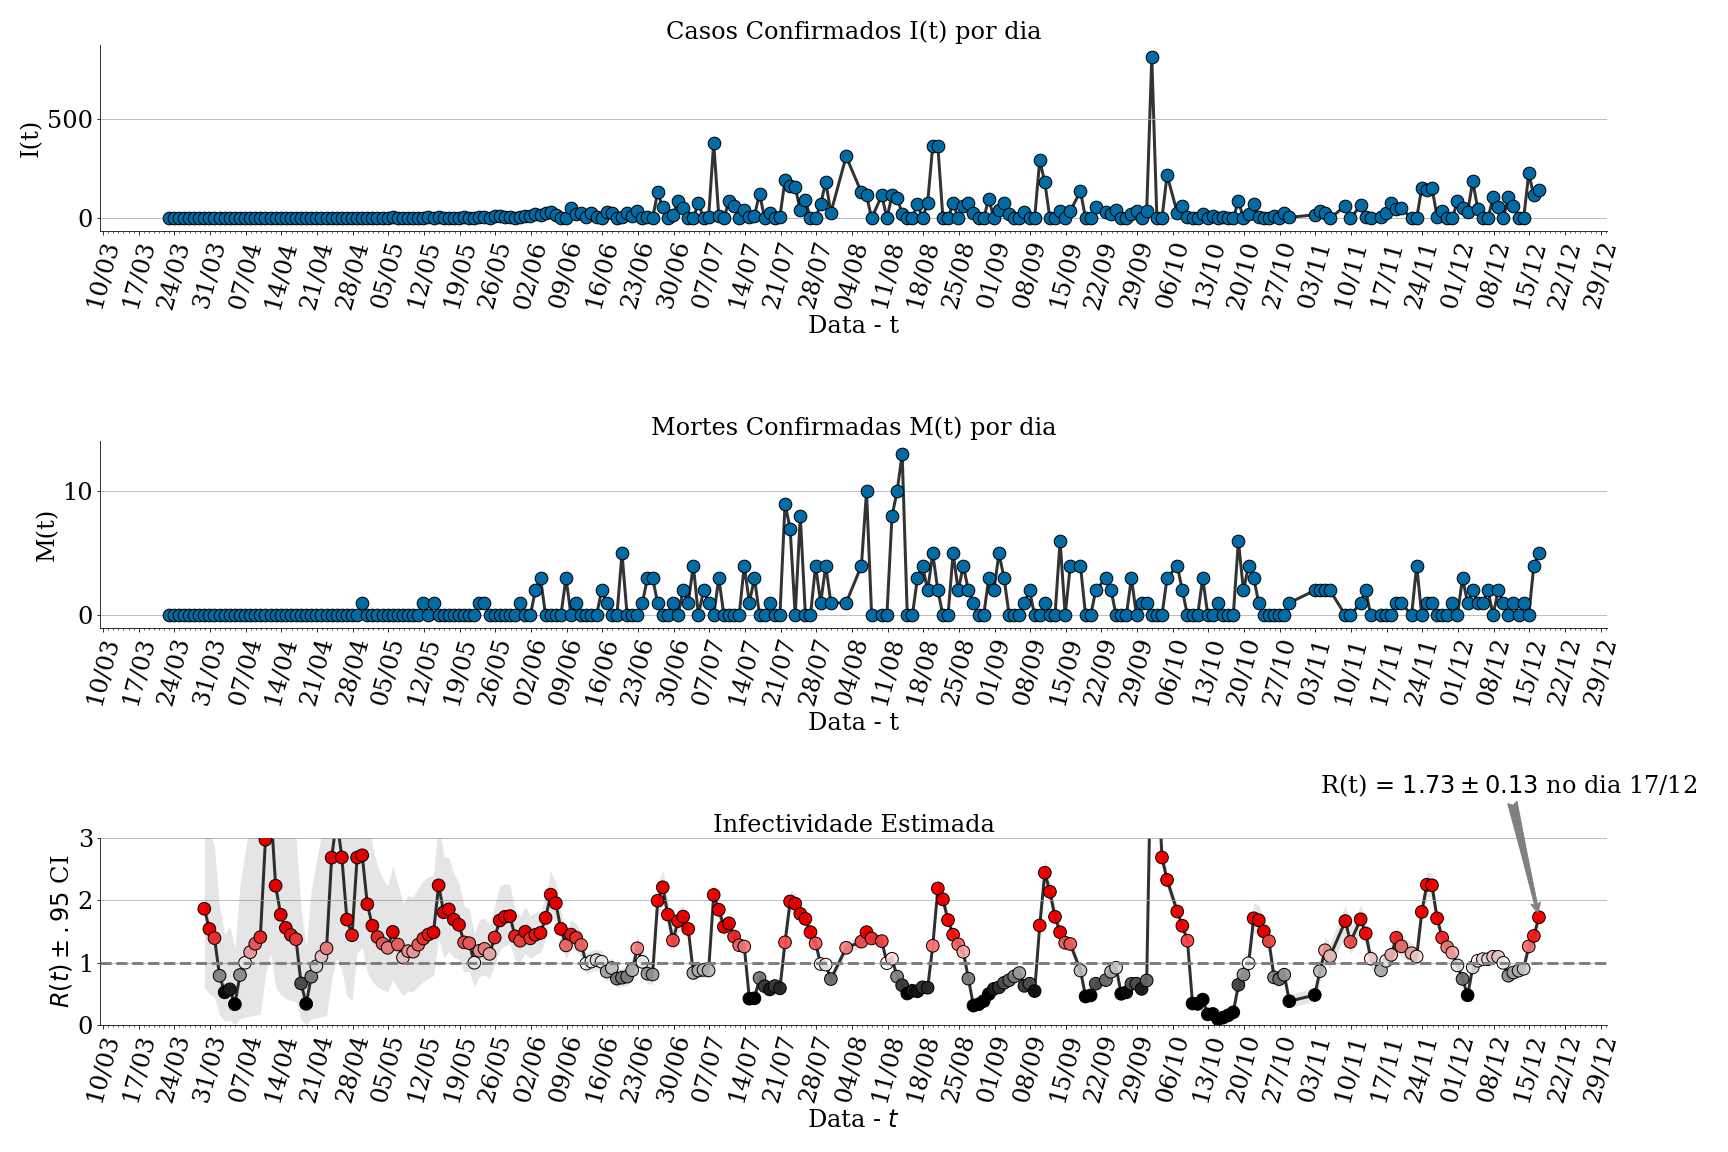 Casos Confirmados I(t) por dia
I(t)
500
0
10/03 17/03 24/03 31/03 07/04 14/04 21/04 28/04 05/05 12/05 19/05 26/05 02/06 09/06 16/06 23/06 30/06 07/07 14/07 21/07 28/07 04/08 11/08 18/08 25/08 01/09 08/09 15/09 22/09 29/09 06/10 13/10 20/10 27/10 03/11 10/11 17/11 24/11 01/12 08/12 15/12 22/12 29/12
Data - t
Mortes Confirmadas M(t) por dia
M(t)
10
0
10/03 17/03 24/03 31/03 07/04 14/04 21/04 28/04 05/05 12/05 19/05 26/05 02/06 09/06 16/06 23/06 30/06 07/07 14/07 21/07 28/07 04/08 11/08 18/08 25/08 01/09 08/09 15/09 22/09 29/09 06/10 13/10 20/10 27/10 03/11 10/11 17/11 24/11 01/12 08/12 15/12 22/12 29/12
Data - t
R(t) = 1.73 ± 0.13 no dia 17/12
Infectividade Estimada
R(t) ± .95 CI
3
2
1
0
10/03 17/03 24/03 31/03 07/04 14/04 21/04 28/04 05/05 12/05 19/05 26/05 02/06 09/06 16/06 23/06 30/06 07/07 14/07 21/07 28/07 04/08 11/08 18/08 25/08 01/09 08/09 15/09 22/09 29/09 06/10 13/10 20/10 27/10 03/11 10/11 17/11 24/11 01/12 08/12 15/12 22/12 29/12
Data - t